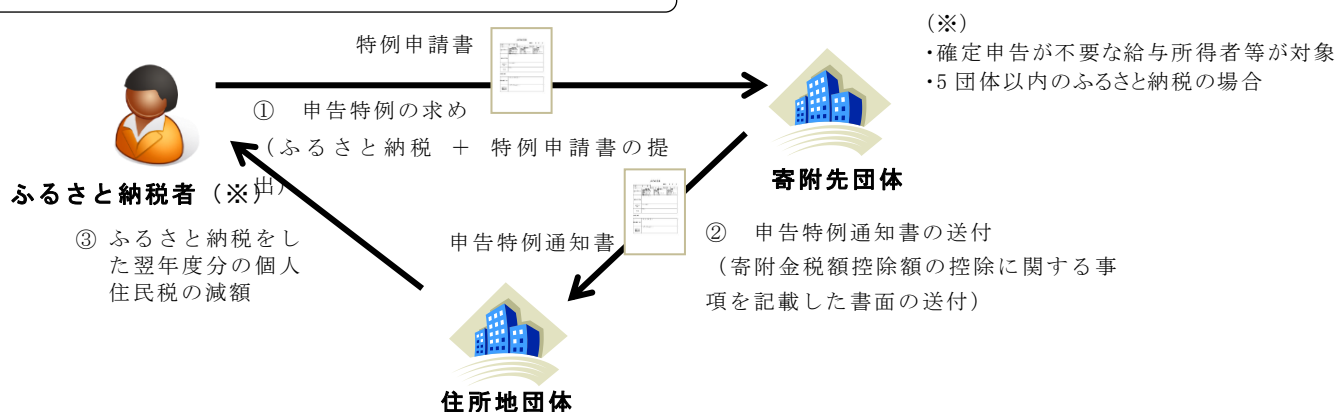 特例申請書
① 申告特例の求め
（ふるさと納税 ＋ 特例申請書の提
出）
ふるさと納税者（※）
(※)
・確定申告が不要な給与所得者等が対象
・5団体以内のふるさと納税の場合
寄附先団体
申告特例通知書
② 申告特例通知書の送付
（寄附金税額控除額の控除に関する事
項を記載した書面の送付）
③ ふるさと納税をし
た翌年度分の個人
住民税の減額
住所地団体